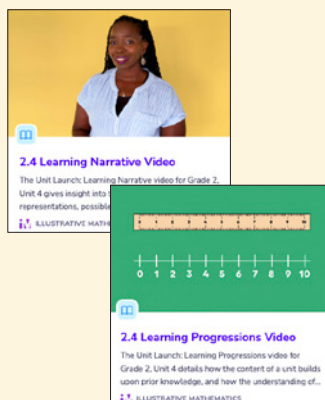 2.4 Learning Narrative Video
The Unit Launch: Learning Narrative video for Grade 2,
Unit 4 gives insight into
representations, possible
ILLUSTRATIVE MATHE
0 1 2 3 4 5 6 7 8 9 10
2.4 Learning Progressions Video
The Unit Launch: Learning Progressions video for
Grade 2, Unit 4 details how the content of a unit builds
upon prior knowledge, and how the understanding of...
ILLUSTRATIVE MATHEMATICS